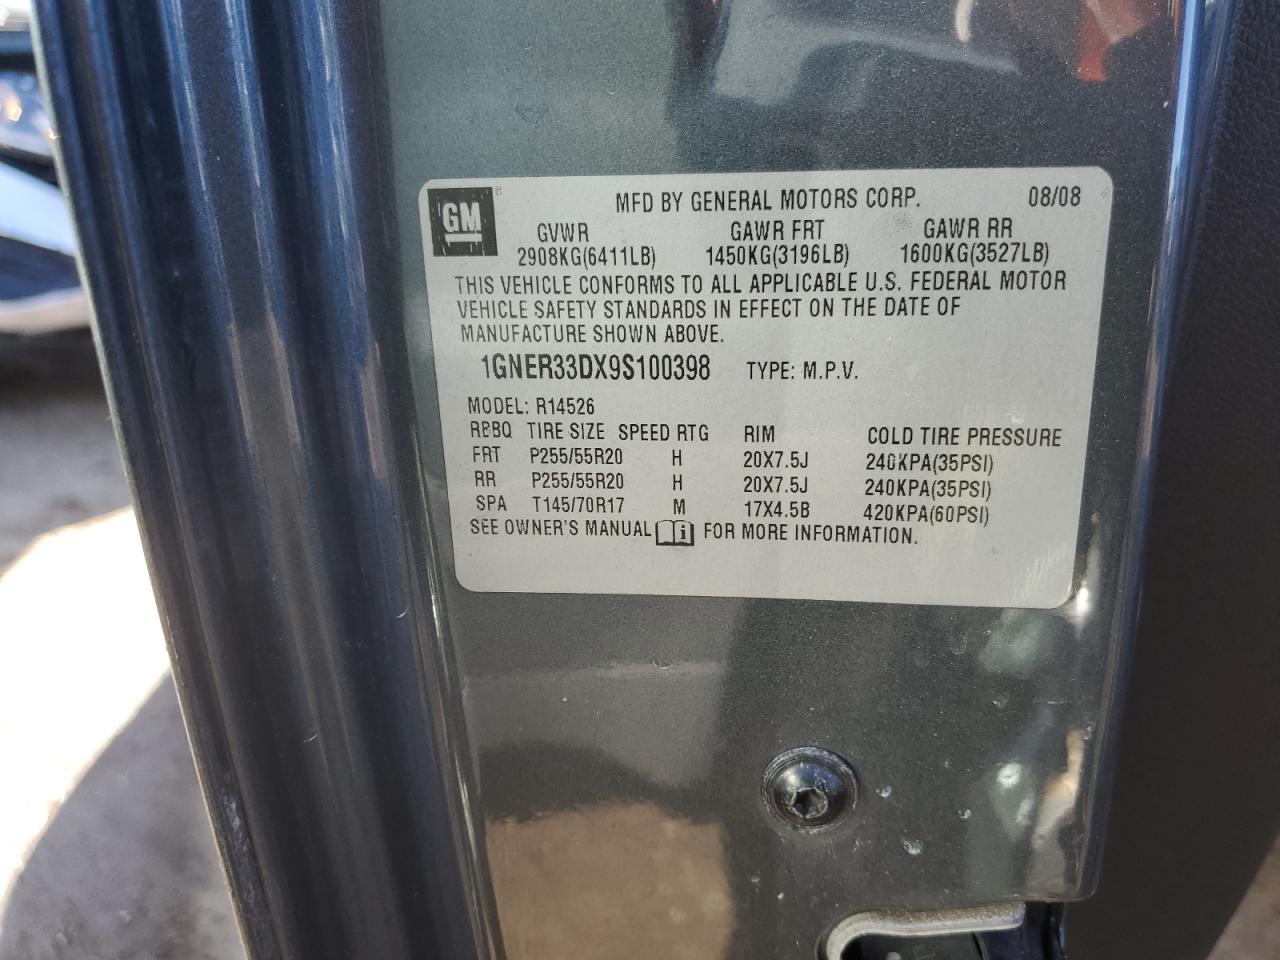 GM ® MFD BY GENERAL MOTORS CORP. 08/08
GVWR GAWR FRT GAWR RR
2908KG(6411LB) 1450KG(3196LB) 1600KG(3527LB)
THIS VEHICLE CONFORMS TO ALL APPLICABLE U.S. FEDERAL MOTOR
VEHICLE SAFETY STANDARDS IN EFFECT ON THE DATE OF
MANUFACTURE SHOWN ABOVE.
1GNER33DX9S100398 TYPE: M.P.V.
MODEL: R14526
RBBQ TIRE SIZE SPEED RTG RIM COLD TIRE PRESSURE
FRT P255/55R20 H 20X7.5J 240KPA(35PSI)
RR P255/55R20 H 20X7.5J 240KPA(35PSI)
SPA T145/70R17 M 17X4.5B 420KPA(60PSI)
SEE OWNER'S MANUAL i FOR MORE INFORMATION.